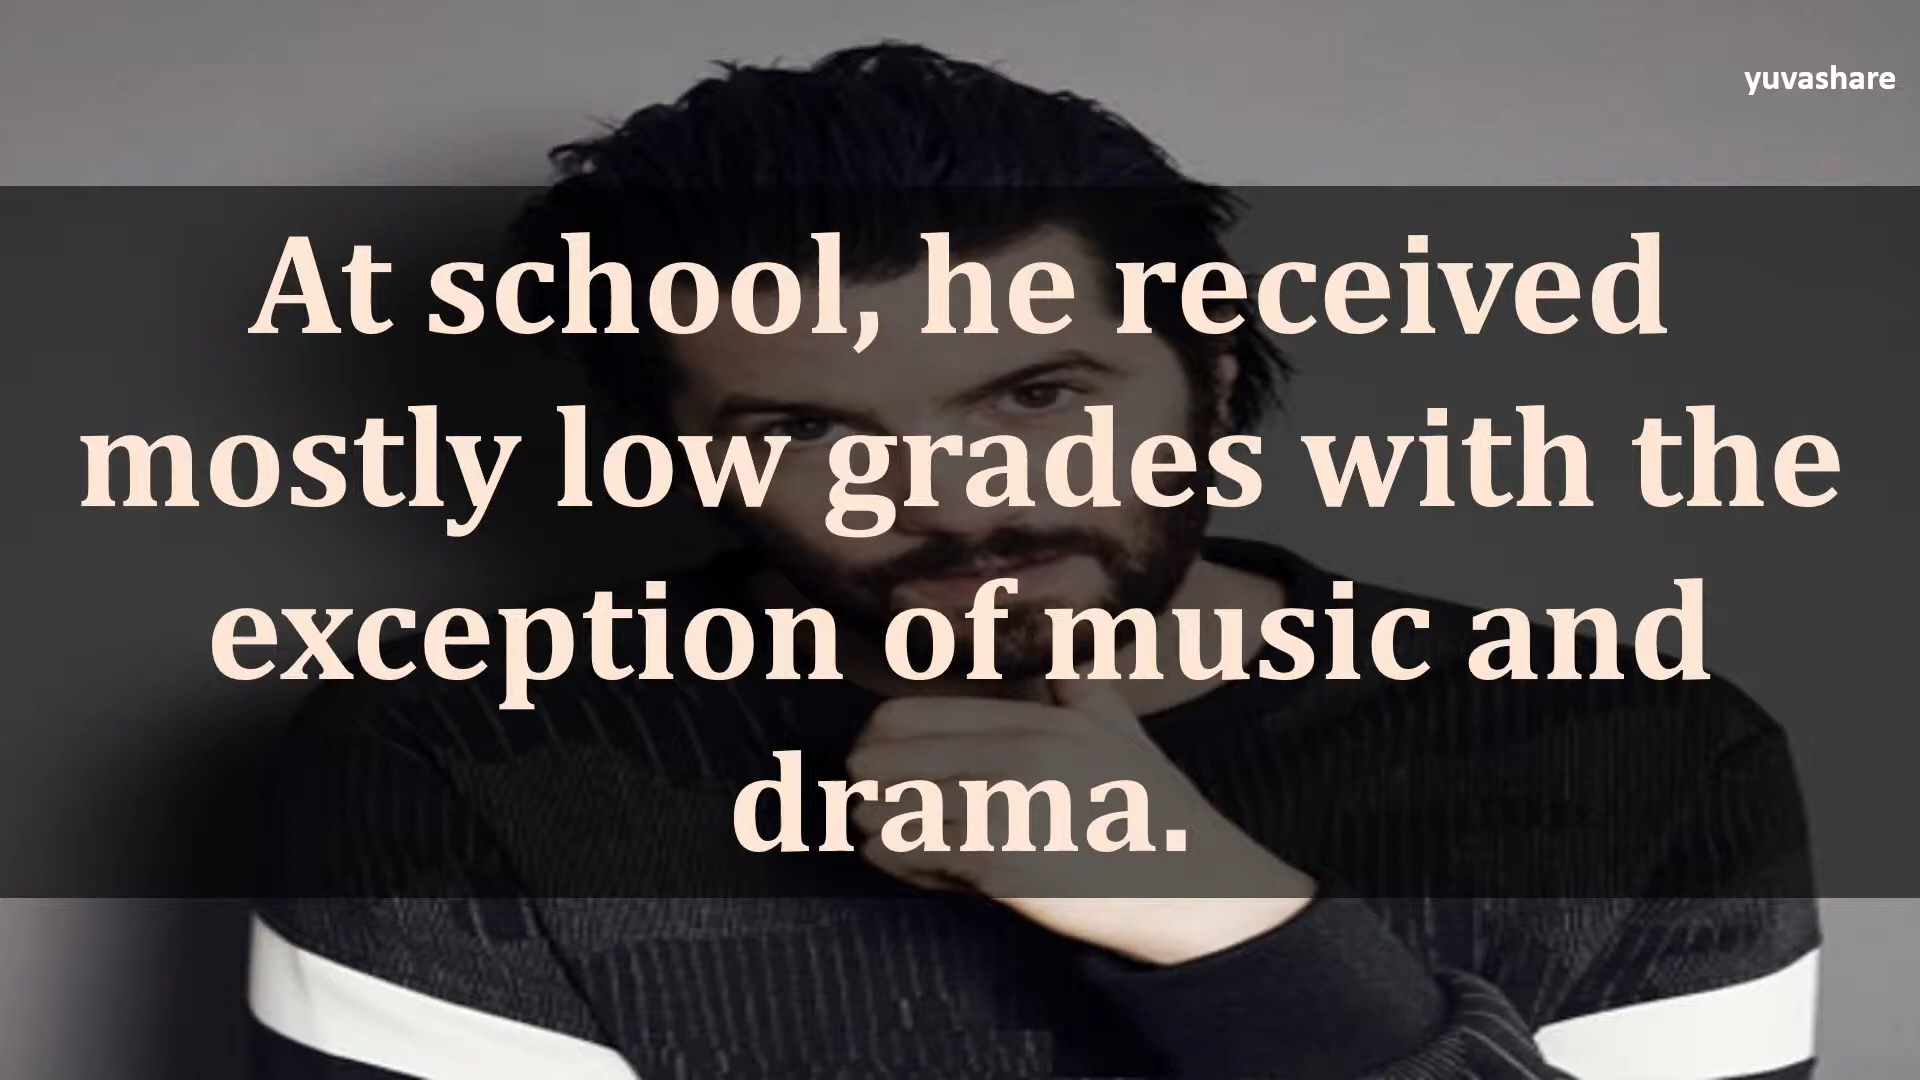 yuvashare
At school, he received
mostly low grades with the
exception of music and
drama.